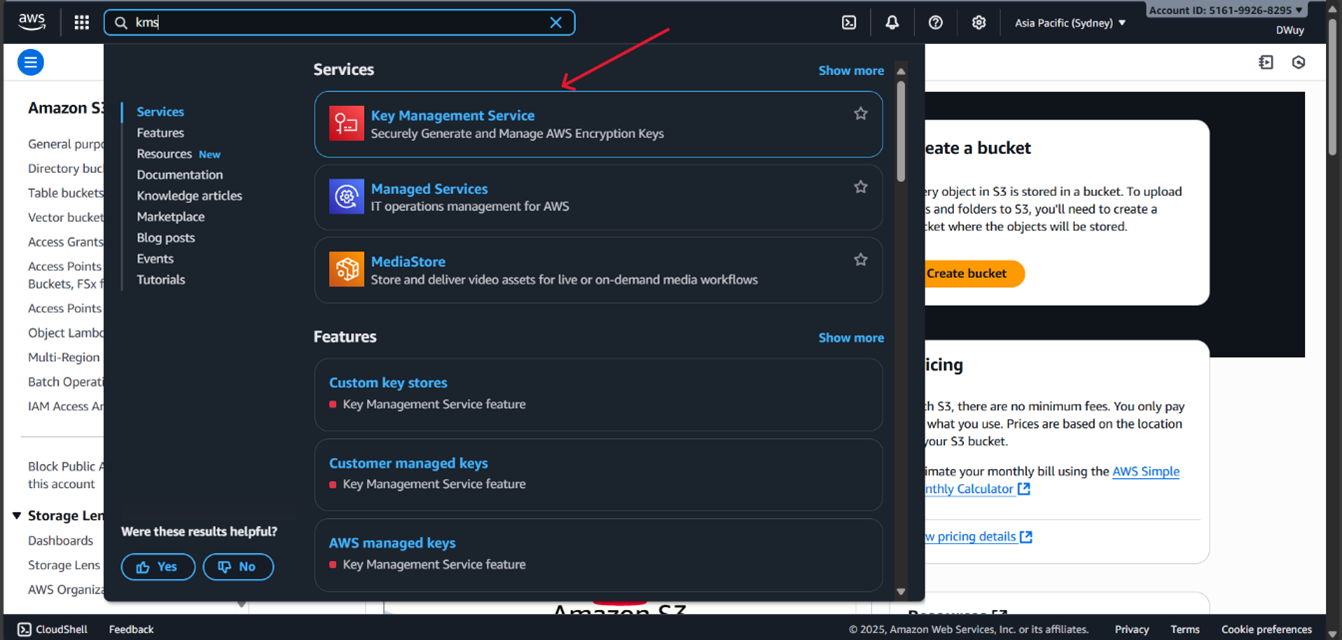 aws
kms
Asia Pacific (Sydney)
Account ID: 5161-9926-8295
DWuy
Amazon S3
General purpo
Directory buc
Table buckets
Vector bucket
Access Grants
Access Points
Buckets, FSx f
Access Points
Object Lambd
Multi-Region
Batch Operati
IAM Access An
Block Public A
this account
Storage Len
Dashboards
Storage Lens
AWS Organiza
Services
Features
Resources New
Documentation
Knowledge articles
Marketplace
Blog posts
Events
Tutorials
Were these results helpful?
Yes
No
Services
Show more
Key Management Service
Securely Generate and Manage AWS Encryption Keys
Managed Services
IT operations management for AWS
MediaStore
Store and deliver video assets for live or on-demand media workflows
Features
Show more
Custom key stores
Key Management Service feature
Customer managed keys
Key Management Service feature
AWS managed keys
Key Management Service feature
eate a bucket
ery object in S3 is stored in a bucket. To upload
s and folders to S3, you'll need to create a
cket where the objects will be stored.
Create bucket
icing
h S3, there are no minimum fees. You only pay
what you use. Prices are based on the location
your S3 bucket.
imate your monthly bill using the AWS Simple
nthly Calculator
w pricing details
Amazon S3
Resources
CloudShell
Feedback
© 2025, Amazon Web Services, Inc. or its affiliates.
Privacy
Terms
Cookie preferences